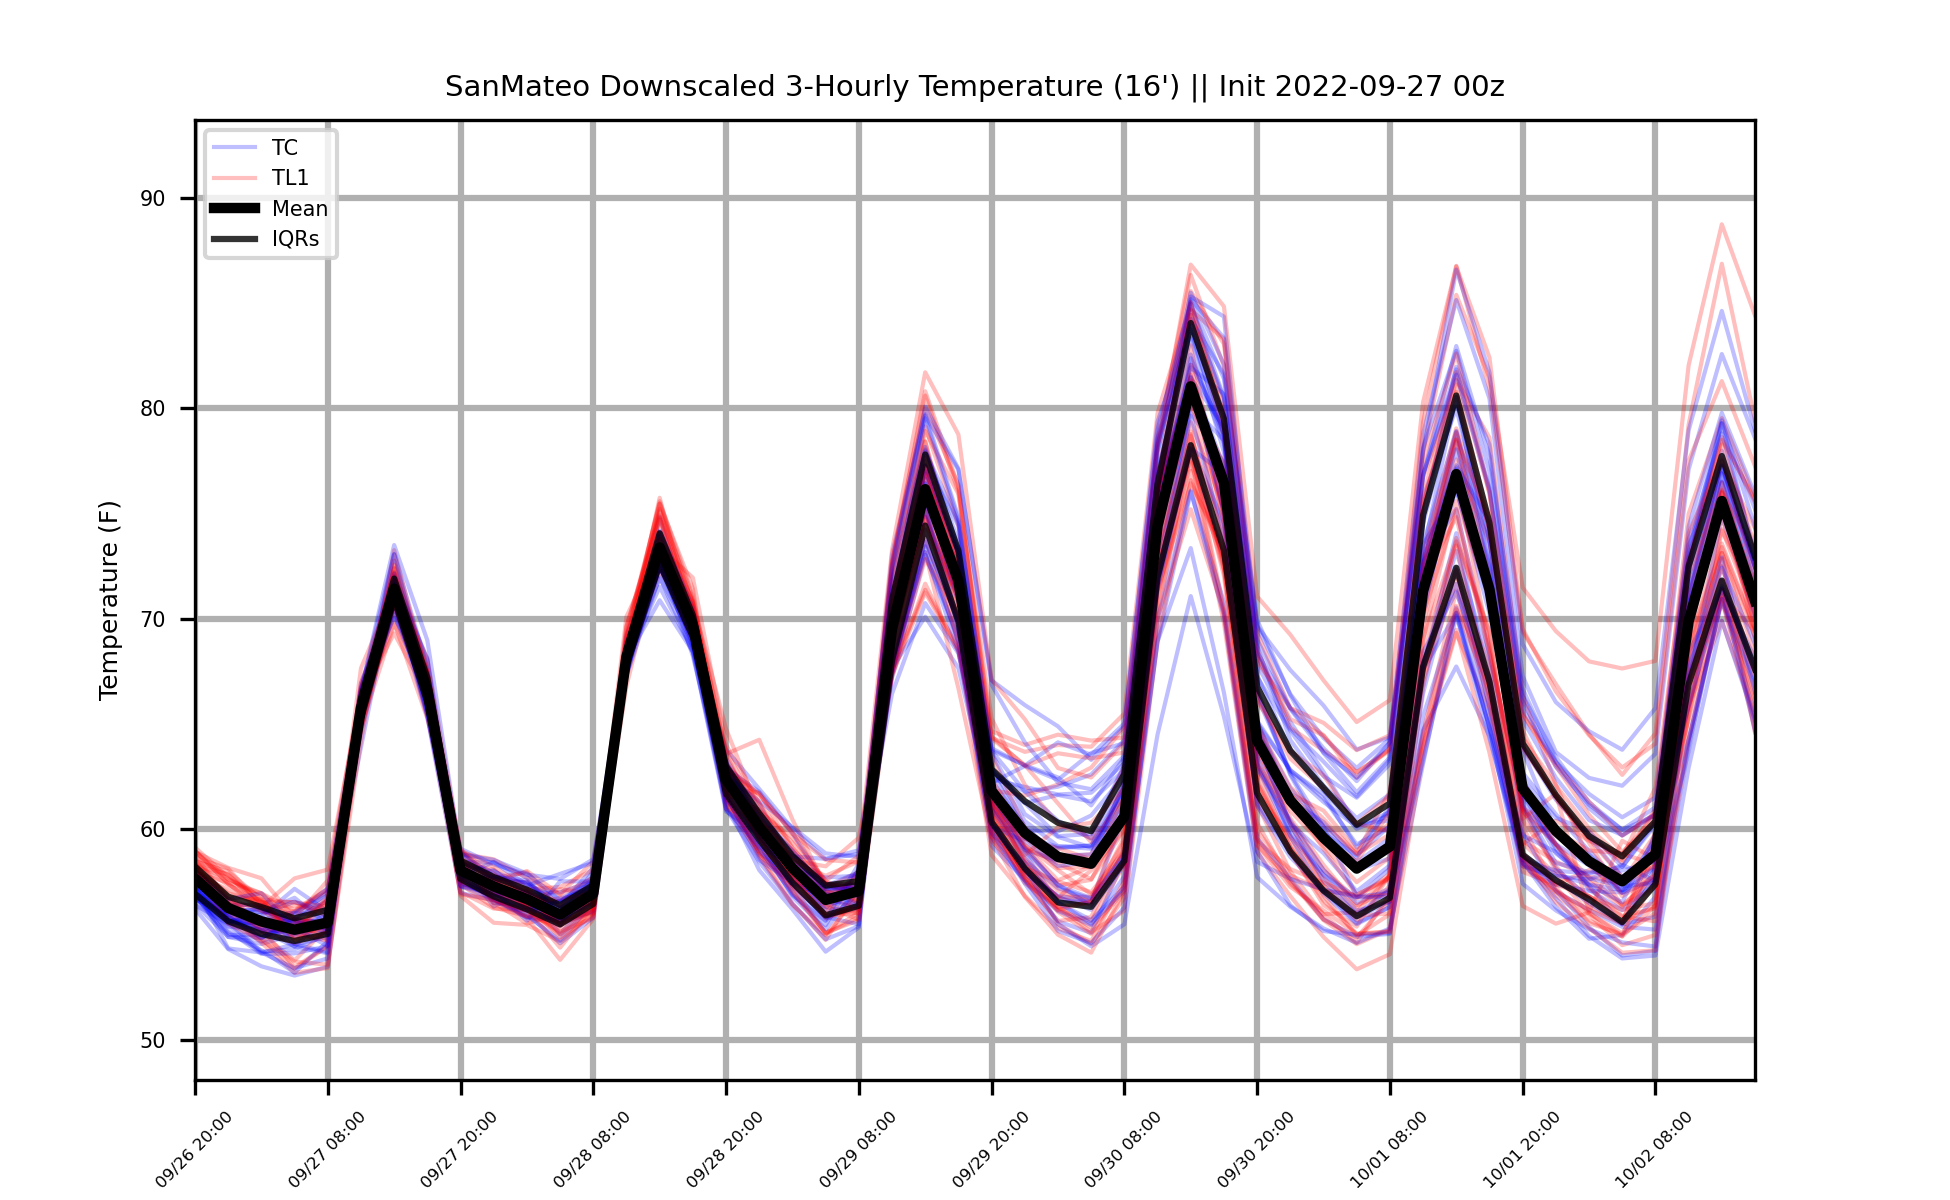 SanMateo Downscaled 3-Hourly Temperature (16') || Init 2022-09-27 00z
TC
TL1
Mean
IQRs
Temperature (F)
90
80
70
60
50
09/26 20:00
09/27 08:00
09/27 20:00
09/28 08:00
09/28 20:00
09/29 08:00
09/29 20:00
09/30 08:00
09/30 20:00
10/01 08:00
10/01 20:00
10/02 08:00